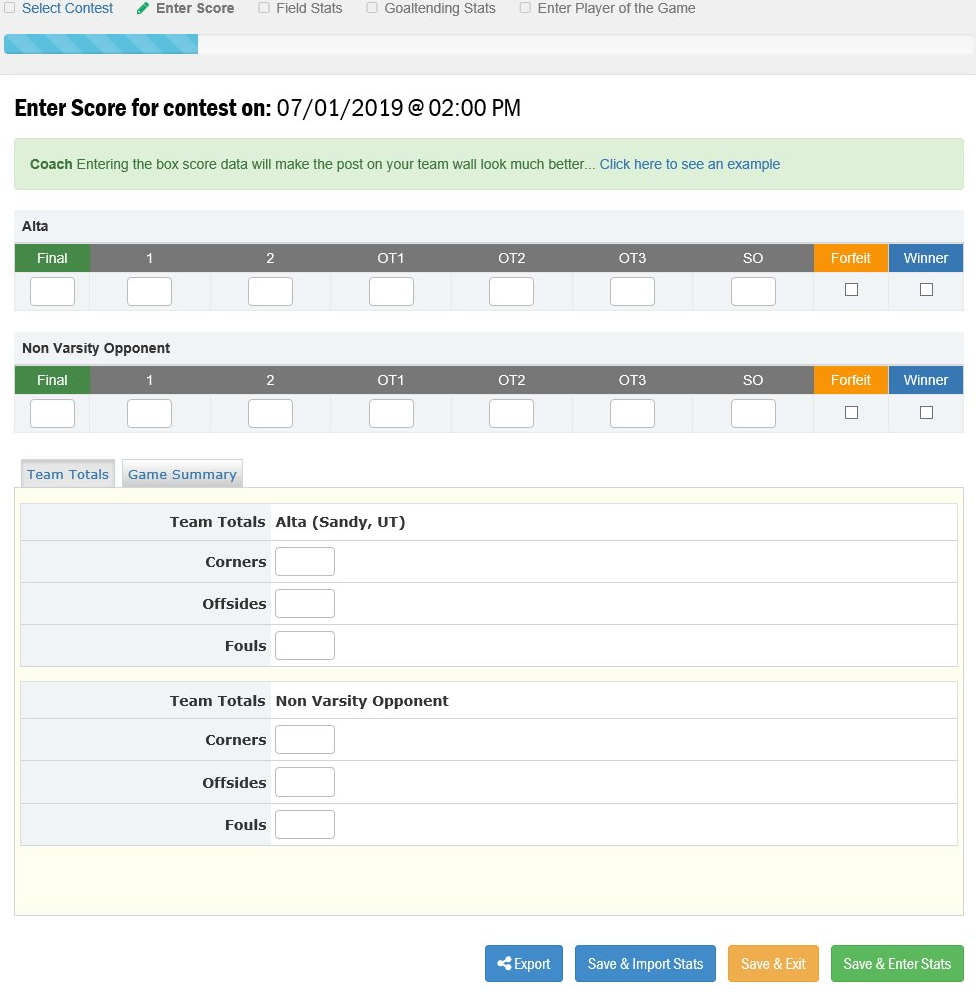 Select Contest Enter Score Field Stats Goaltending Stats Enter Player of the Game
Enter Score for contest on: 07/01/2019 @ 02:00 PM
Coach Entering the box score data will make the post on your team wall look much better... Click here to see an example
Alta
Final 1 2 OT1 OT2 OT3 SO Forfeit Winner
Non Varsity Opponent
Final 1 2 OT1 OT2 OT3 SO Forfeit Winner
Team Totals Game Summary
Team Totals Alta (Sandy, UT)
Corners
Offsides
Fouls
Team Totals Non Varsity Opponent
Corners
Offsides
Fouls
Export Save & Import Stats Save & Exit Save & Enter Stats